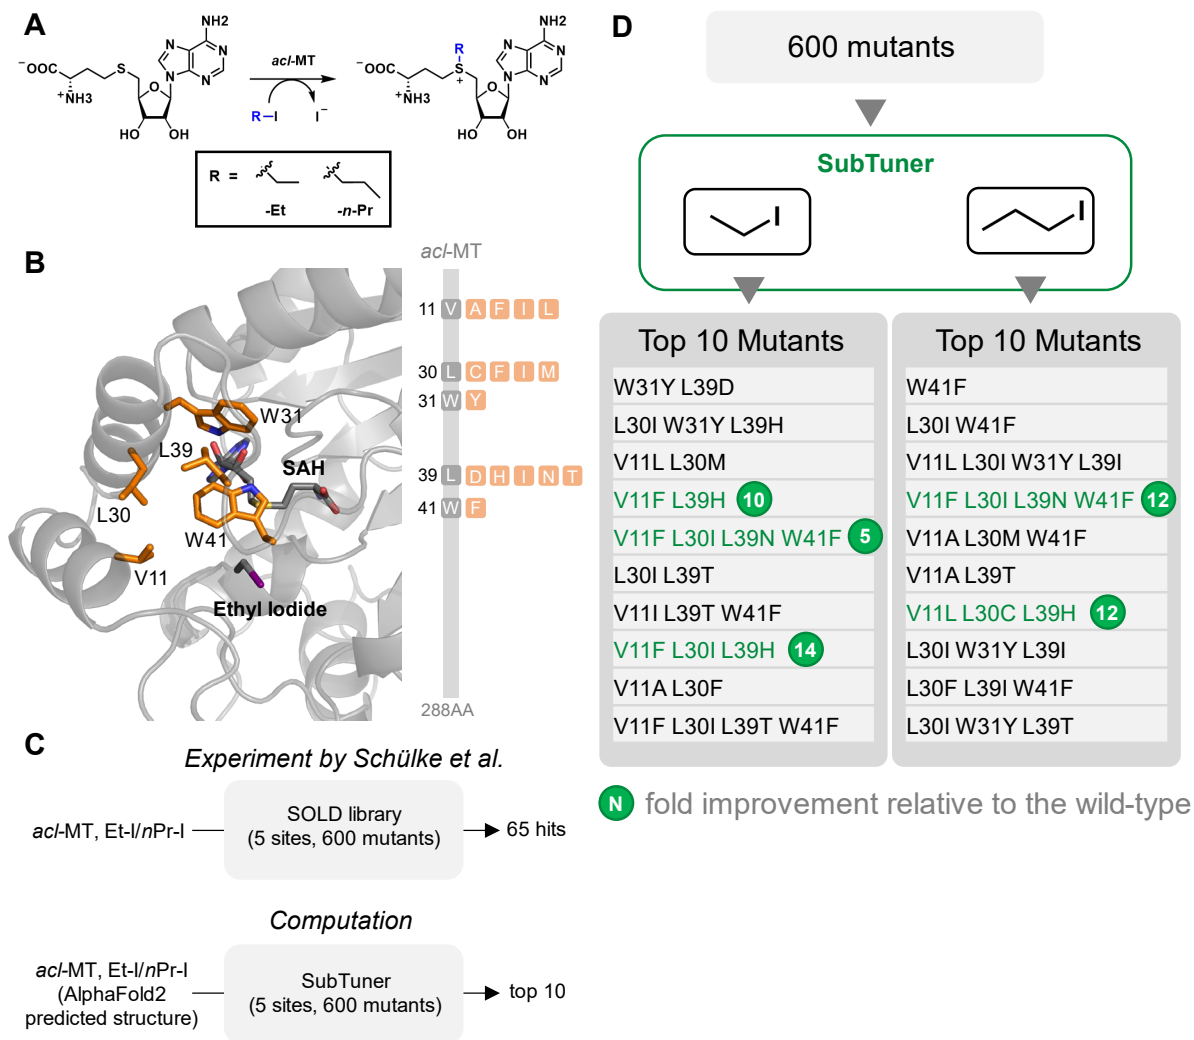 A
NH2
N
N
N
N
⁻OOC
S
O
⁺NH3
HO
OH
acl-MT
R—I
I⁻
NH2
N
N
N
N
R
⁻OOC
S
+
O
⁺NH3
HO
OH
R =
-Et
-n-Pr
B
acl-MT
11 V A F I L
30 L C F I M
31 W Y
39 L D H I N T
41 W F
288AA
W31
L39
SAH
L30
W41
V11
Ethyl Iodide
C
Experiment by Schülke et al.
acl-MT, Et-I/nPr-I
SOLD library
(5 sites, 600 mutants)
65 hits
Computation
acl-MT, Et-I/nPr-I
(AlphaFold2
predicted structure)
SubTuner
(5 sites, 600 mutants)
top 10
D
600 mutants
SubTuner
I
I
Top 10 Mutants
W31Y L39D
L30I W31Y L39H
V11L L30M
V11F L39H 10
V11F L30I L39N W41F 5
L30I L39T
V11I L39T W41F
V11F L30I L39H 14
V11A L30F
V11F L30I L39T W41F
Top 10 Mutants
W41F
L30I W41F
V11L L30I W31Y L39I
V11F L30I L39N W41F 12
V11A L30M W41F
V11A L39T
V11L L30C L39H 12
L30I W31Y L39I
L30F L39I W41F
L30I W31Y L39T
N fold improvement relative to the wild-type